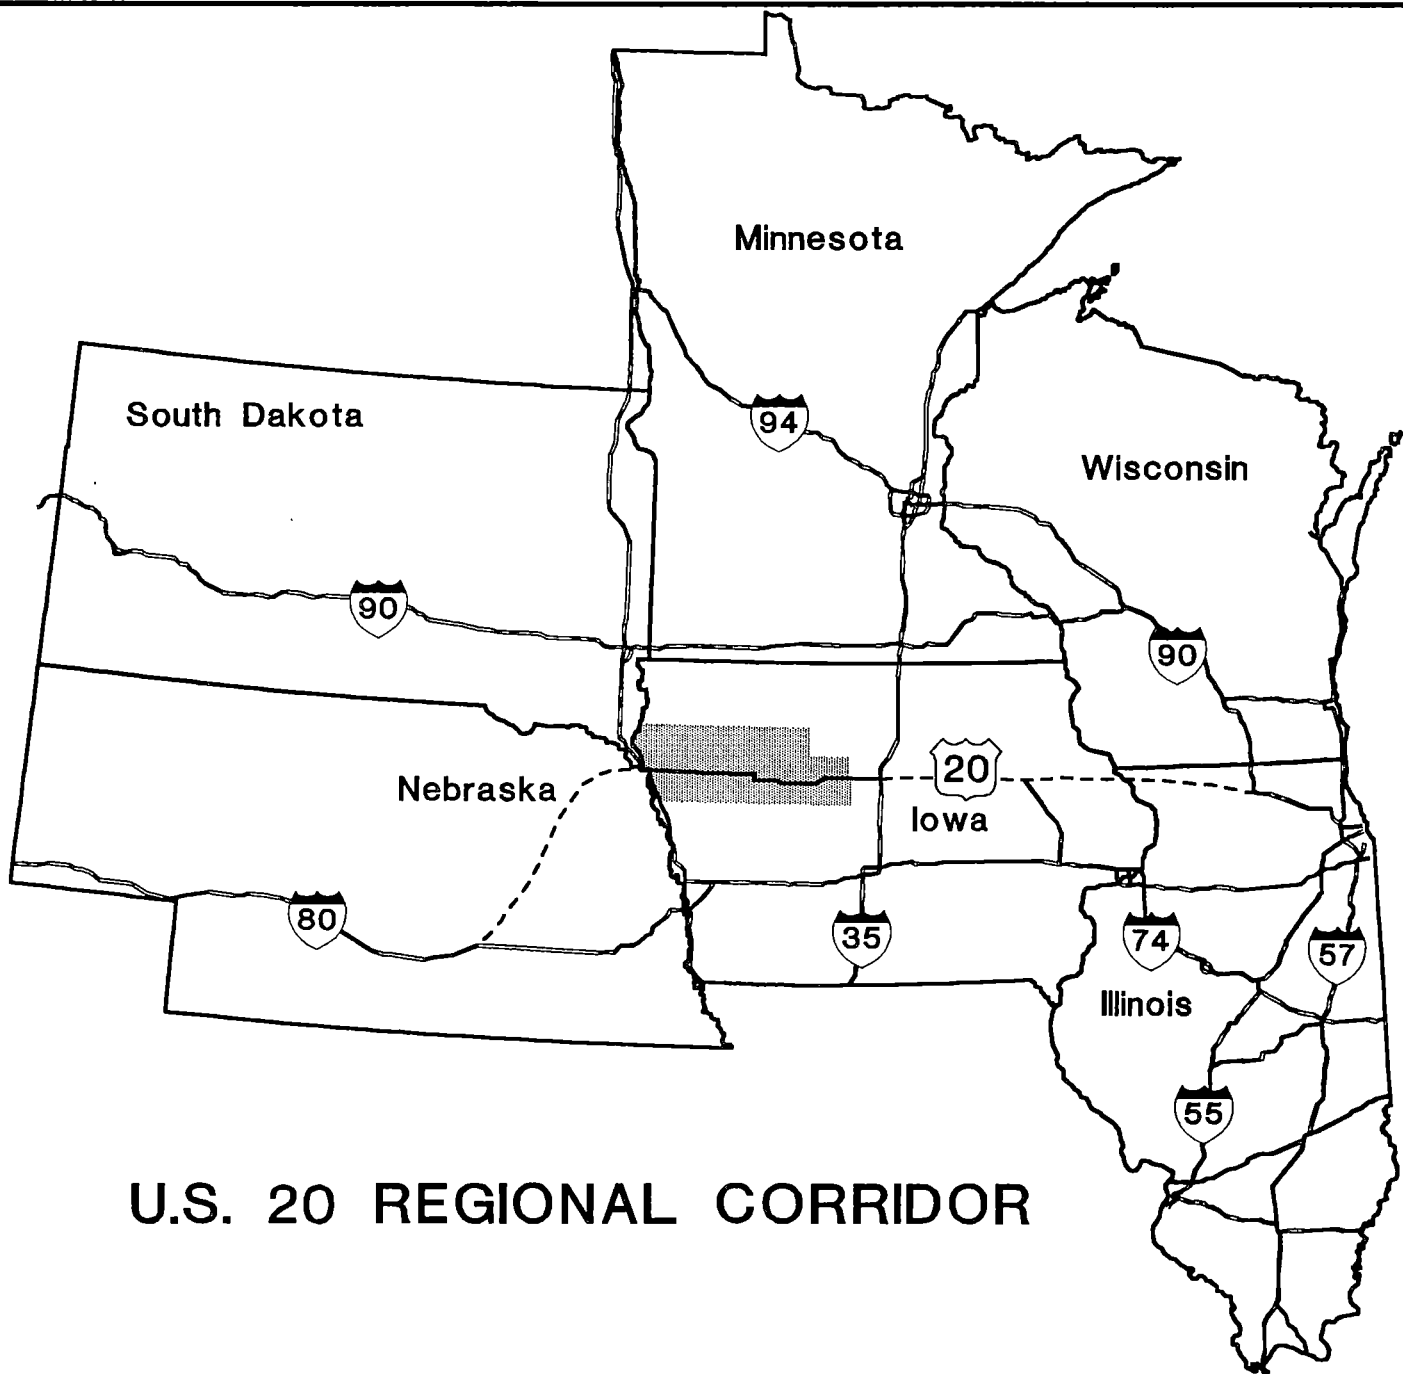 Minnesota
South Dakota
94
Wisconsin
90
90
Nebraska
20
Iowa
80
35
74
57
Illinois
55
U.S. 20 REGIONAL CORRIDOR